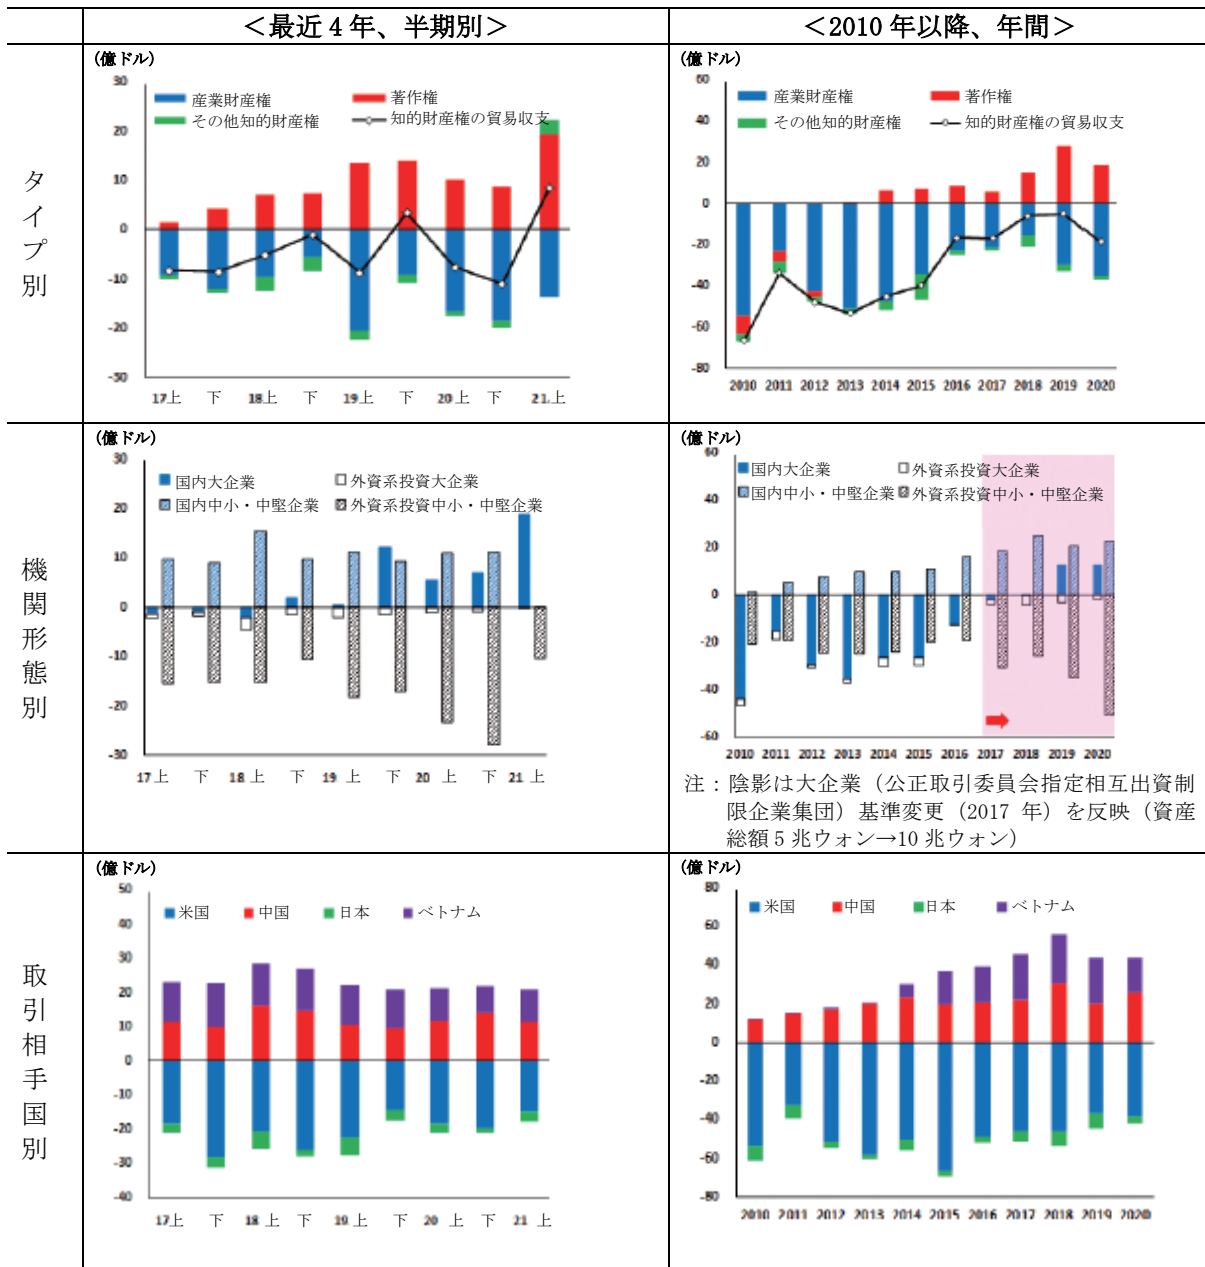 ＜最近 4 年、半期別＞
＜2010 年以降、年間＞
タイプ別
(億ドル)
産業財産権
著作権
その他知的財産権
知的財産権の貿易収支
30
20
10
0
-10
-20
-30
17上 下 18上 下 19上 下 20上 下 21.上
(億ドル)
産業財産権
著作権
その他知的財産権
知的財産権の貿易収支
60
40
20
0
-20
-40
-60
-80
2010 2011 2012 2013 2014 2015 2016 2017 2018 2019 2020
機関形態別
(億ドル)
国内大企業
外資系投資大企業
国内中小・中堅企業
外資系投資中小・中堅企業
30
20
10
0
-10
-20
-30
17上 下 18上 下 19上 下 20 上 下 21 上
(億ドル)
国内大企業
外資系投資大企業
国内中小・中堅企業
外資系投資中小・中堅企業
60
40
20
0
-20
-40
-60
2010 2011 2012 2013 2014 2015 2016 2017 2018 2019 2020
注：陰影は大企業（公正取引委員会指定相互出資制
限企業集団）基準変更（2017 年）を反映（資産
総額 5 兆ウォン→10 兆ウォン）
取引相手国別
(億ドル)
米国 中国 日本 ベトナム
50
40
30
20
10
0
-10
-20
-30
-40
17上 下 18 上 下 19 上 下 20 上 下 21 上
(億ドル)
米国 中国 日本 ベトナム
80
60
40
20
0
-20
-40
-60
-80
2010 2011 2012 2013 2014 2015 2016 2017 2018 2019 2020